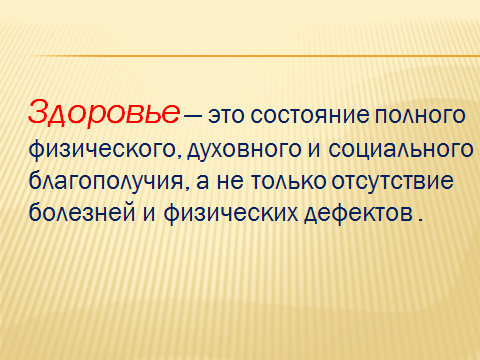 Здоровье – это состояние полного
физического, духовного и социального
благополучия, а не только отсутствие
болезней и физических дефектов .